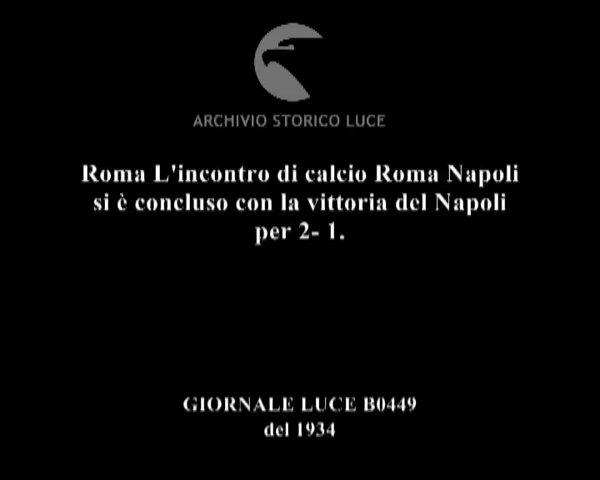 ARCHIVIO STORICO LUCE
Roma L'incontro di calcio Roma Napoli
si è concluso con la vittoria del Napoli
per 2- 1.
GIORNALE LUCE B0449
del 1934